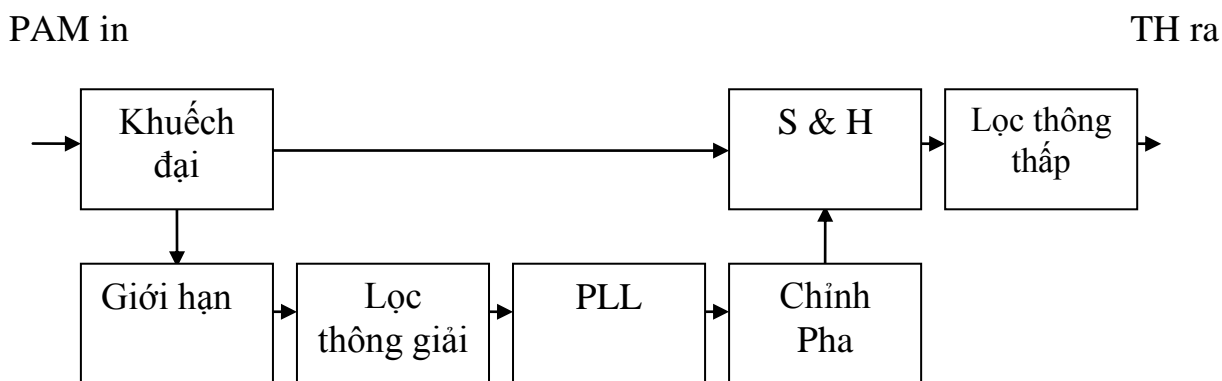 PAM in
TH ra
Khuếch
đại
S & H
Lọc thông
thấp
Giới hạn
Lọc
thông giải
PLL
Chỉnh
Pha